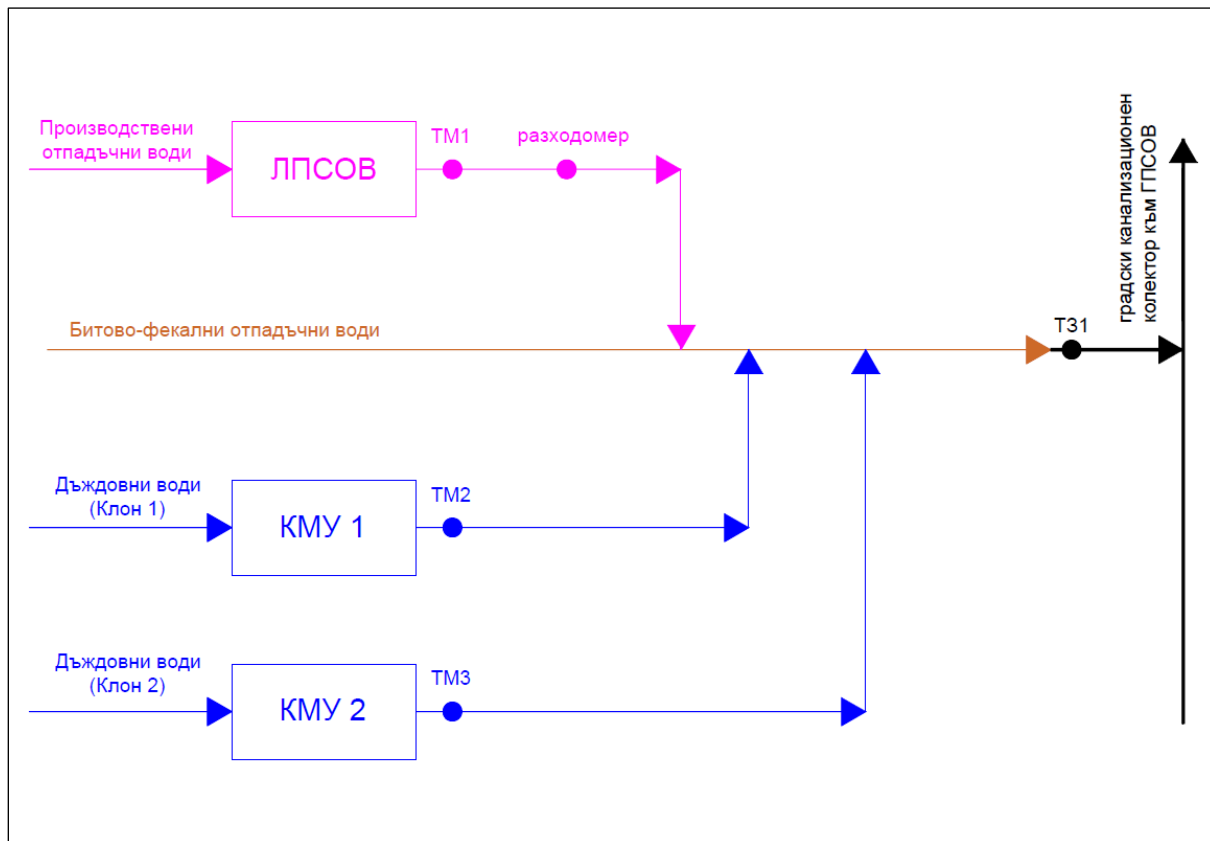 Производствени
отпадъчни води
ЛПСОВ
ТМ1
разходомер
градски канализационен
колектор към ГПСОВ
Битово-фекални отпадъчни води
ТЗ1
Дъждовни води
(Клон 1)
КМУ 1
ТМ2
Дъждовни води
(Клон 2)
КМУ 2
ТМ3